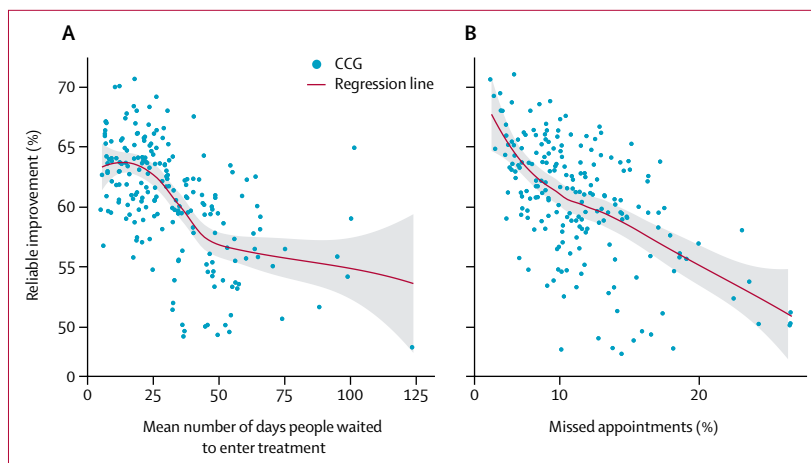 A
B
CCG
Regression line
Reliable improvement (%)
70
65
60
55
50
0
0
25
50
75
100
125
0
10
20
Mean number of days people waited
to enter treatment
Missed appointments (%)